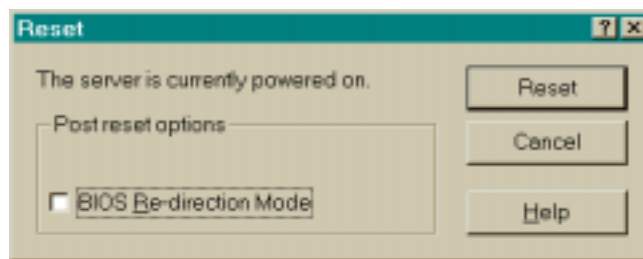 Reset
The server is currently powered on.
Post reset options
BIOS Re-direction Mode
Reset
Cancel
Help